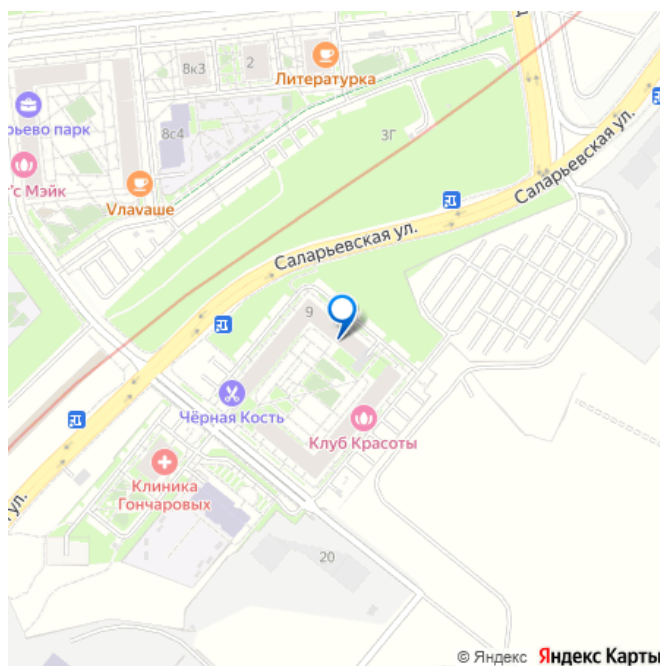 8к3
2
Литературка
рьево парк
8с4
3Г
'с Мэйк
Vлаvаше
Саларьевская ул.
Саларьевская ул.
9
Чёрная Кость
Клуб Красоты
Клиника
Гончаровых
ул.
20
© Яндекс Яндекс Карты